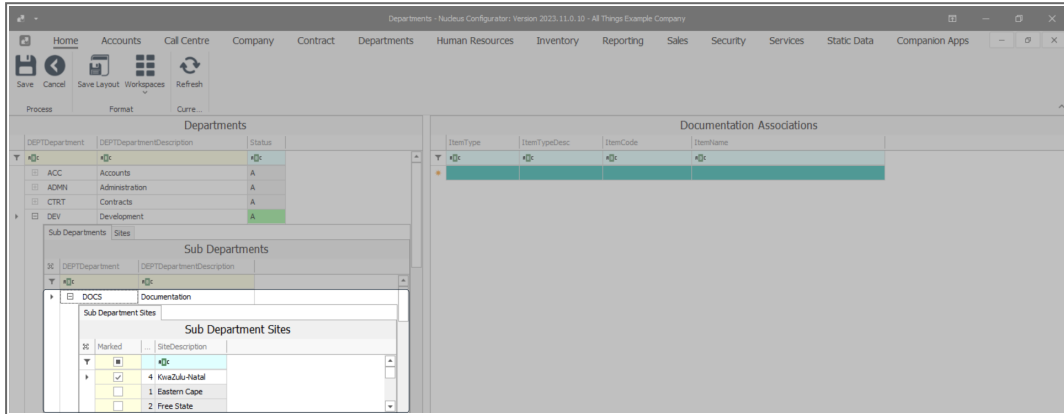 Departments - Nucleus Configurator: Version 2023.11.0.10 - All Things Example Company
Home Accounts Call Centre Company Contract Departments Human Resources Inventory Reporting Sales Security Services Static Data Companion Apps
Save Cancel Save Layout Workspaces Refresh
Process Format Curre...
Departments
DEPTDepartment DEPTDepartmentDescription Status
ACC Accounts A
ADMN Administration A
CTRT Contracts A
DEV Development A
Sub Departments Sites
Sub Departments
DEPTDepartment DEPTDepartmentDescription
DOCS Documentation
Sub Department Sites
Sub Department Sites
Marked ... SiteDescription
4 KwaZulu-Natal
1 Eastern Cape
2 Free State
Documentation Associations
ItemType ItemTypeDesc ItemCode ItemName